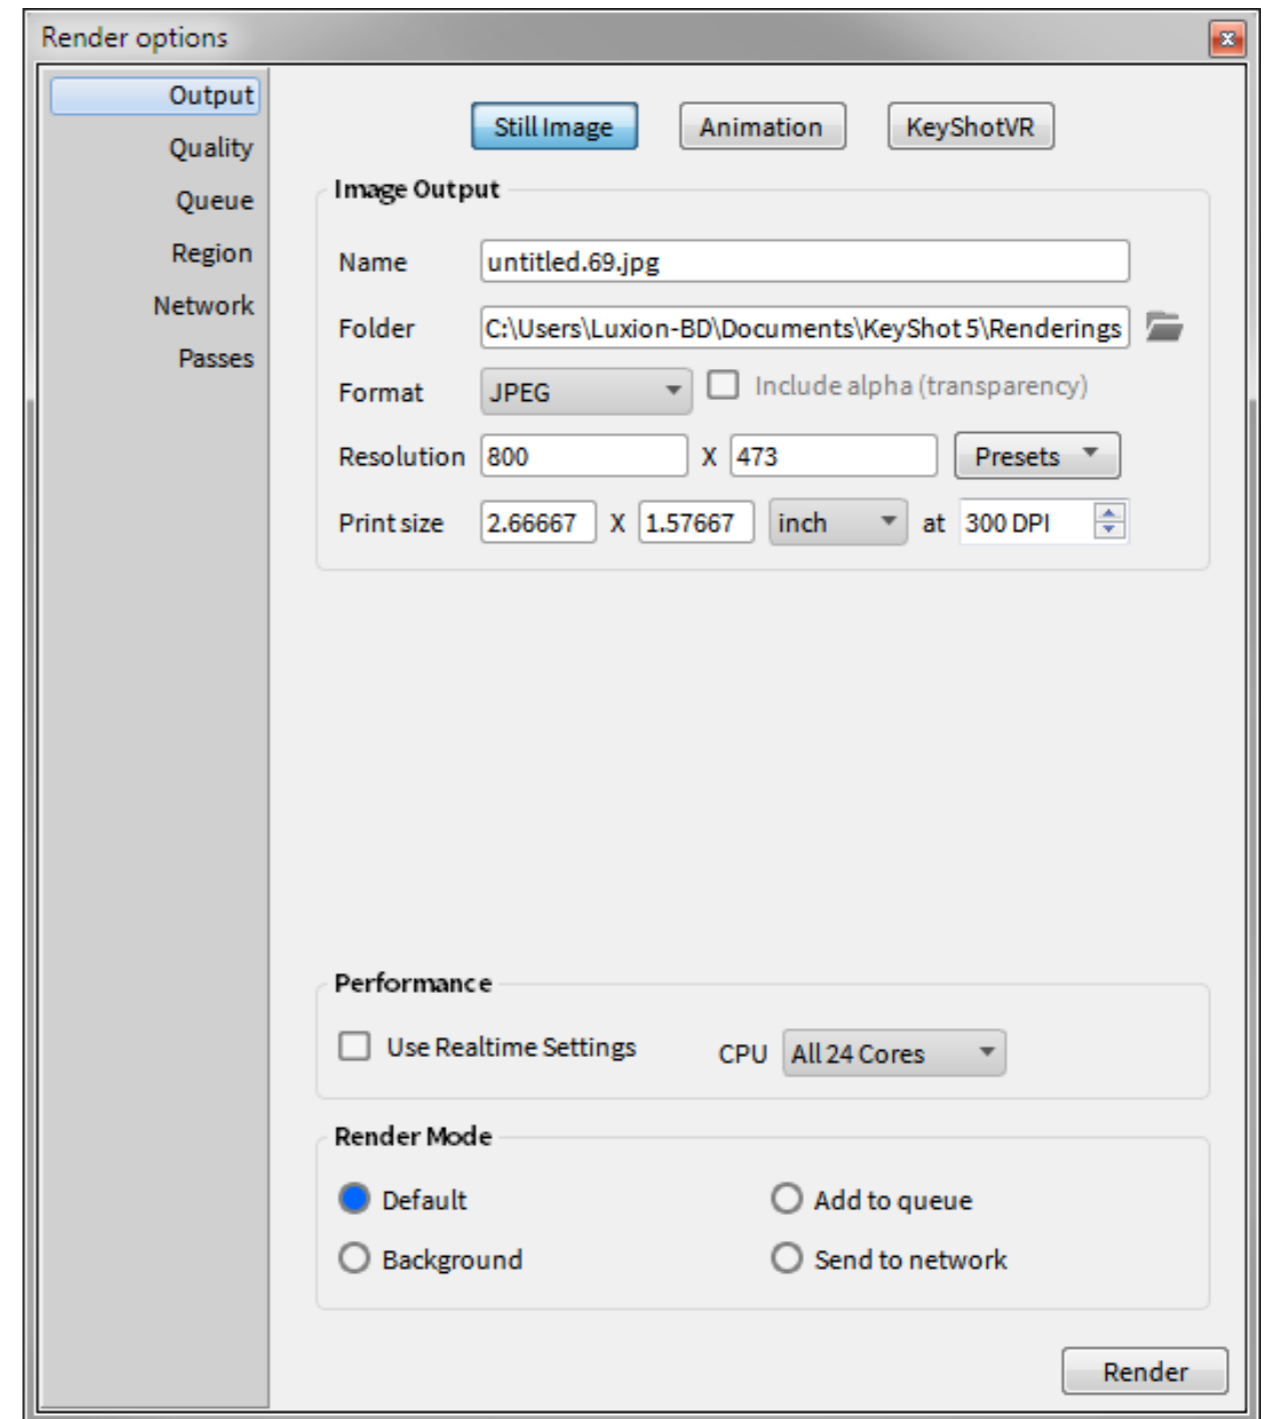 Render options
Output
Quality
Queue
Region
Network
Passes
Still Image Animation KeyShotVR
Image Output
Name untitled.69.jpg
Folder C:\Users\Luxion-BD\Documents\KeyShot 5\Renderings
Format JPEG Include alpha (transparency)
Resolution 800 X 473 Presets
Print size 2.66667 X 1.57667 inch at 300 DPI
Performance
Use Realtime Settings CPU All 24 Cores
Render Mode
Default Add to queue
Background Send to network
Render